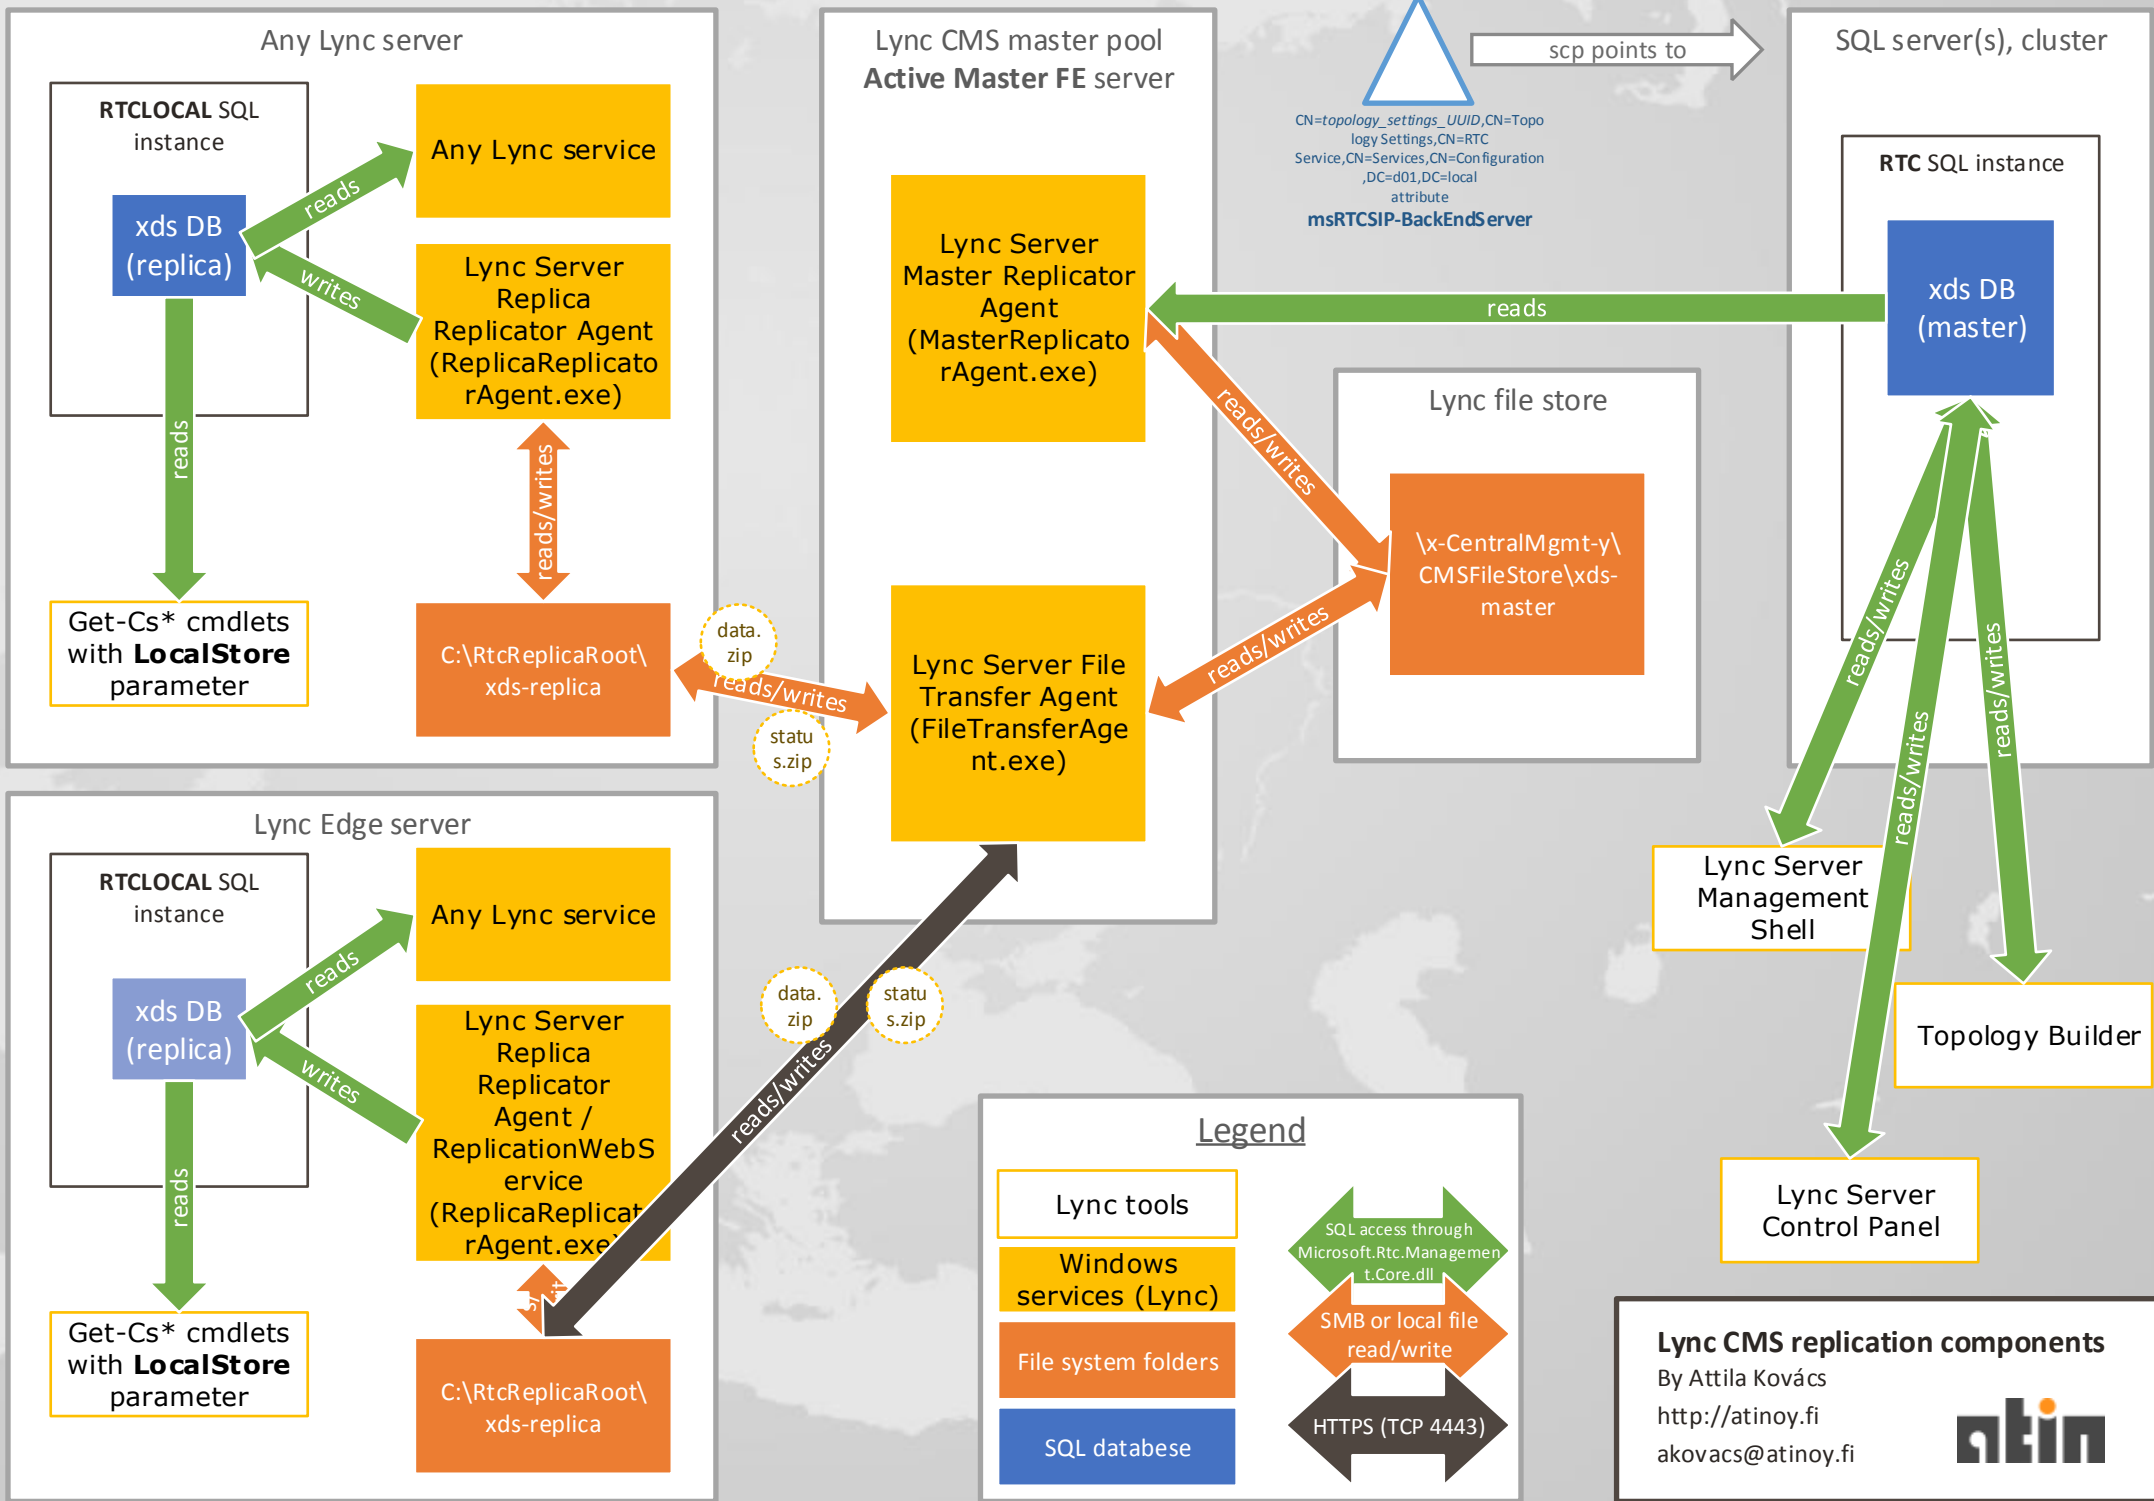 Any Lync server
RTCLOCAL SQL
instance
xds DB
(replica)
reads
writes
reads
Any Lync service
Lync Server
Replica
Replicator Agent
(ReplicaReplicato
rAgent.exe)
reads/writes
Get-Cs* cmdlets
with LocalStore
parameter
C:\RtcReplicaRoot\
xds-replica
data.
zip
reads/writes
statu
s.zip
Lync CMS master pool
Active Master FE server
Lync Server
Master Replicator
Agent
(MasterReplicato
rAgent.exe)
Lync Server File
Transfer Agent
(FileTransferAge
nt.exe)
scp points to
CN=topology_settings_UUID,CN=Topo
logy Settings,CN=RTC
Service,CN=Services,CN=Configuration
,DC=d01,DC=local
attribute
msRTCSIP-BackEndServer
reads
reads/writes
reads/writes
Lync file store
\x-CentralMgmt-y\
CMSFileStore\xds-
master
SQL server(s), cluster
RTC SQL instance
xds DB
(master)
reads/writes
reads/writes
reads/writes
Lync Server
Management
Shell
Topology Builder
Lync Server
Control Panel
Lync Edge server
RTCLOCAL SQL
instance
xds DB
(replica)
reads
writes
reads
Any Lync service
Lync Server
Replica
Replicator
Agent /
ReplicationWebS
ervice
(ReplicaReplicat
rAgent.exe)
Get-Cs* cmdlets
with LocalStore
parameter
C:\RtcReplicaRoot\
xds-replica
data.
zip
statu
s.zip
reads/writes
Legend
Lync tools
Windows
services (Lync)
File system folders
SQL databese
SQL access through
Microsoft.Rtc.Managemen
t.Core.dll
SMB or local file
read/write
HTTPS (TCP 4443)
Lync CMS replication components
By Attila Kovács
http://atinoy.fi
akovacs@atinoy.fi
atin